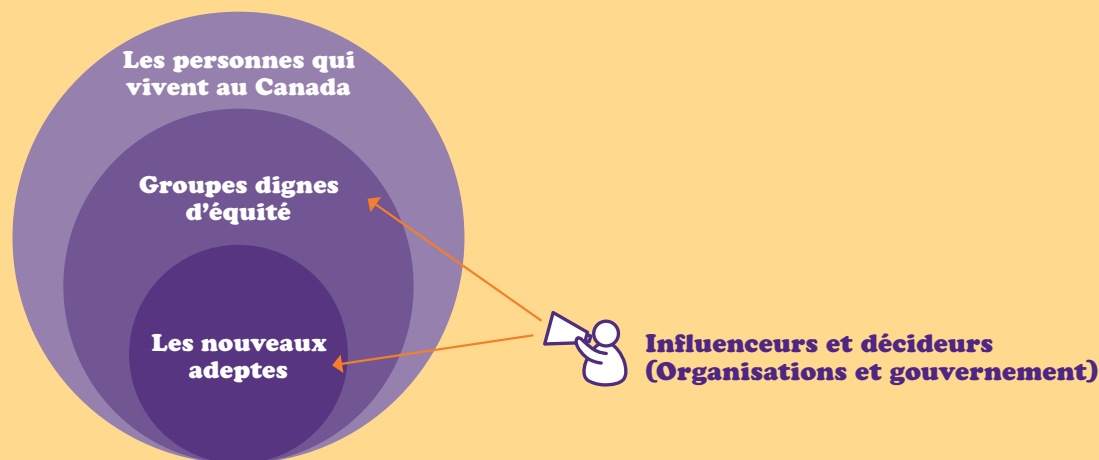 Les personnes qui
vivent au Canada
Groupes dignes
d'équité
Les nouveaux
adeptes
Influenceurs et décideurs
(Organisations et gouvernement)